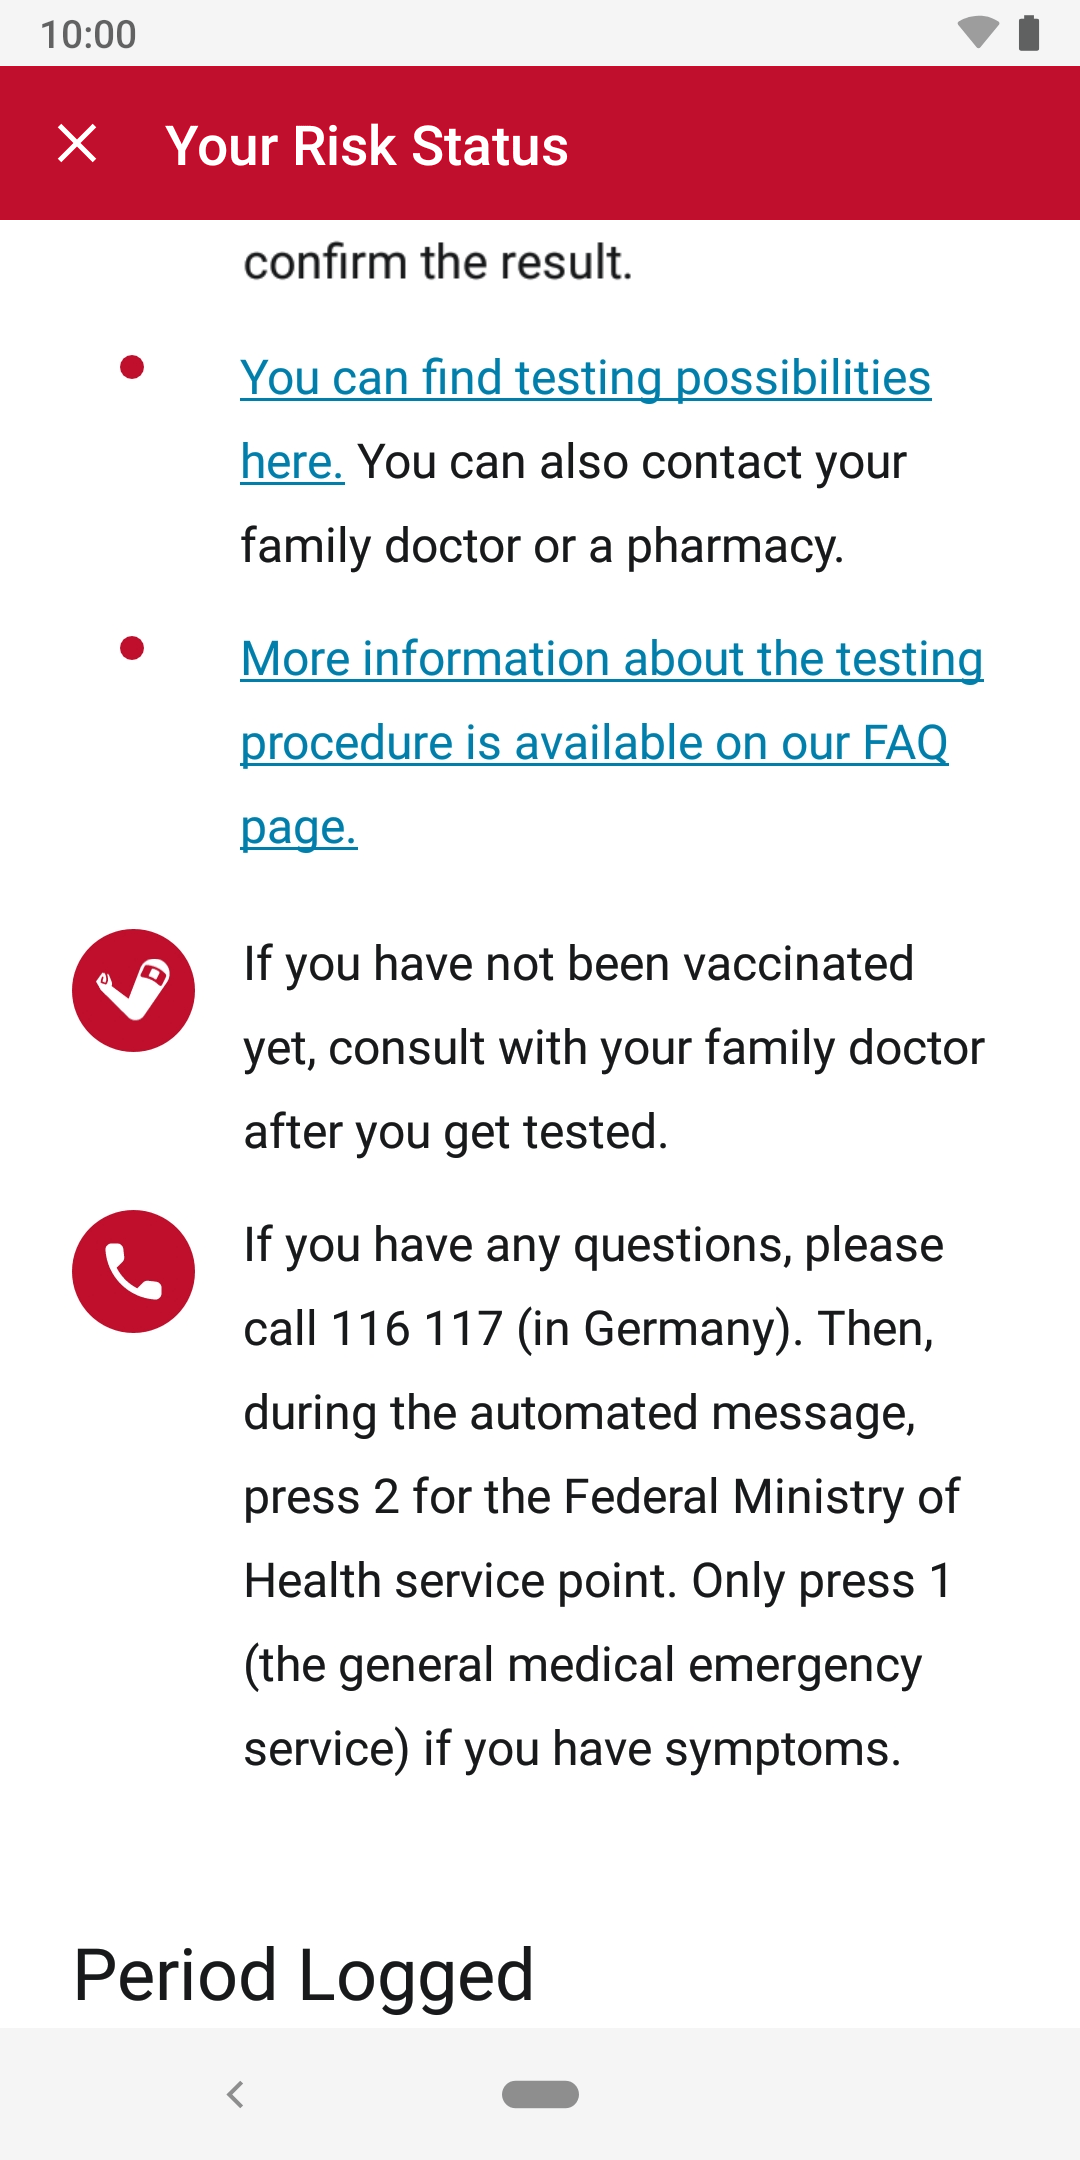 10:00
Your Risk Status
confirm the result.
You can find testing possibilities
here. You can also contact your
family doctor or a pharmacy.
More information about the testing
procedure is available on our FAQ
page.
If you have not been vaccinated
yet, consult with your family doctor
after you get tested.
If you have any questions, please
call 116 117 (in Germany). Then,
during the automated message,
press 2 for the Federal Ministry of
Health service point. Only press 1
(the general medical emergency
service) if you have symptoms.
Period Logged